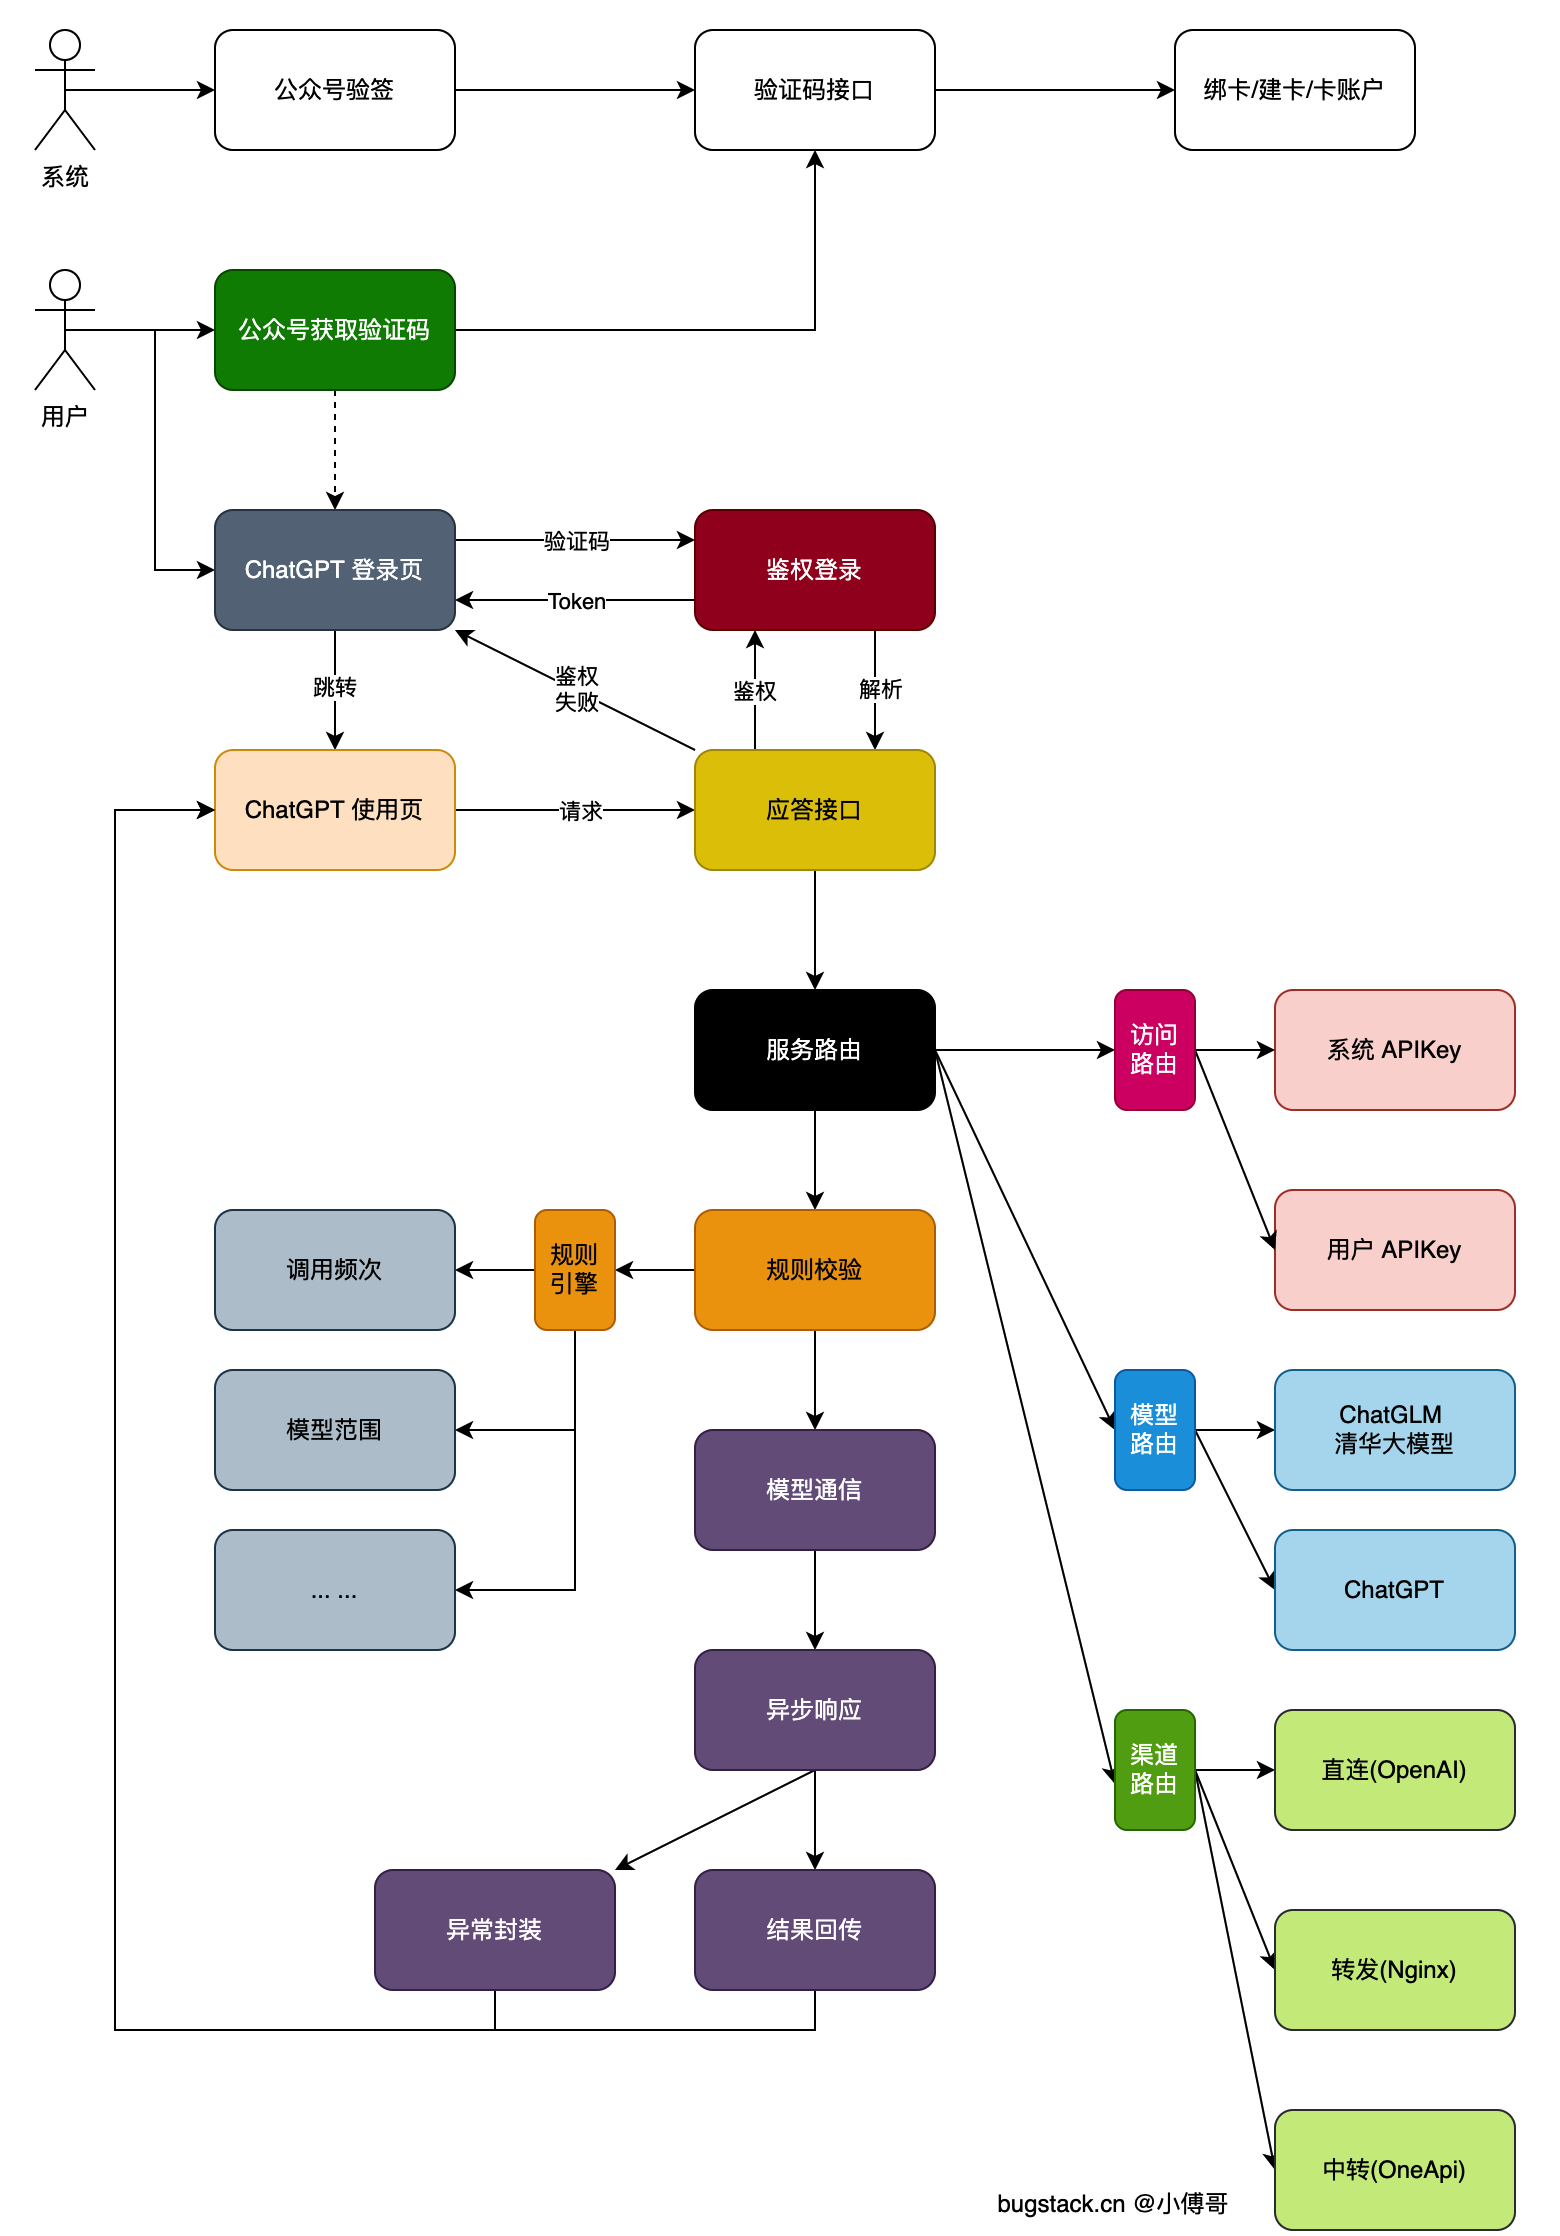 公众号验签
验证码接口
绑卡/建卡/卡账户
系统
公众号获取验证码
用户
ChatGPT 登录页
验证码
Token
鉴权登录
跳转
鉴权
失败
鉴权
解析
ChatGPT 使用页
请求
应答接口
服务路由
访问
路由
系统 APIKey
用户 APIKey
调用频次
规则
引擎
规则校验
模型范围
模型
路由
ChatGLM
清华大模型
模型通信
... ...
ChatGPT
异步响应
渠道
路由
直连(OpenAI)
异常封装
结果回传
转发(Nginx)
中转(OneApi)
bugstack.cn @小傅哥